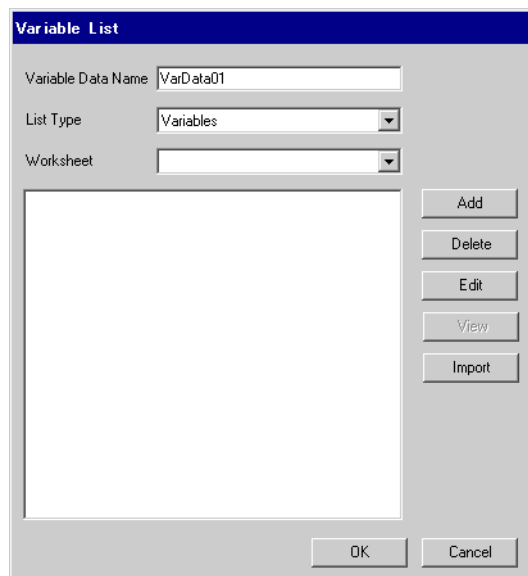 Variable List
Variable Data Name VarData01
List Type Variables
Worksheet
Add
Delete
Edit
View
Import
OK Cancel